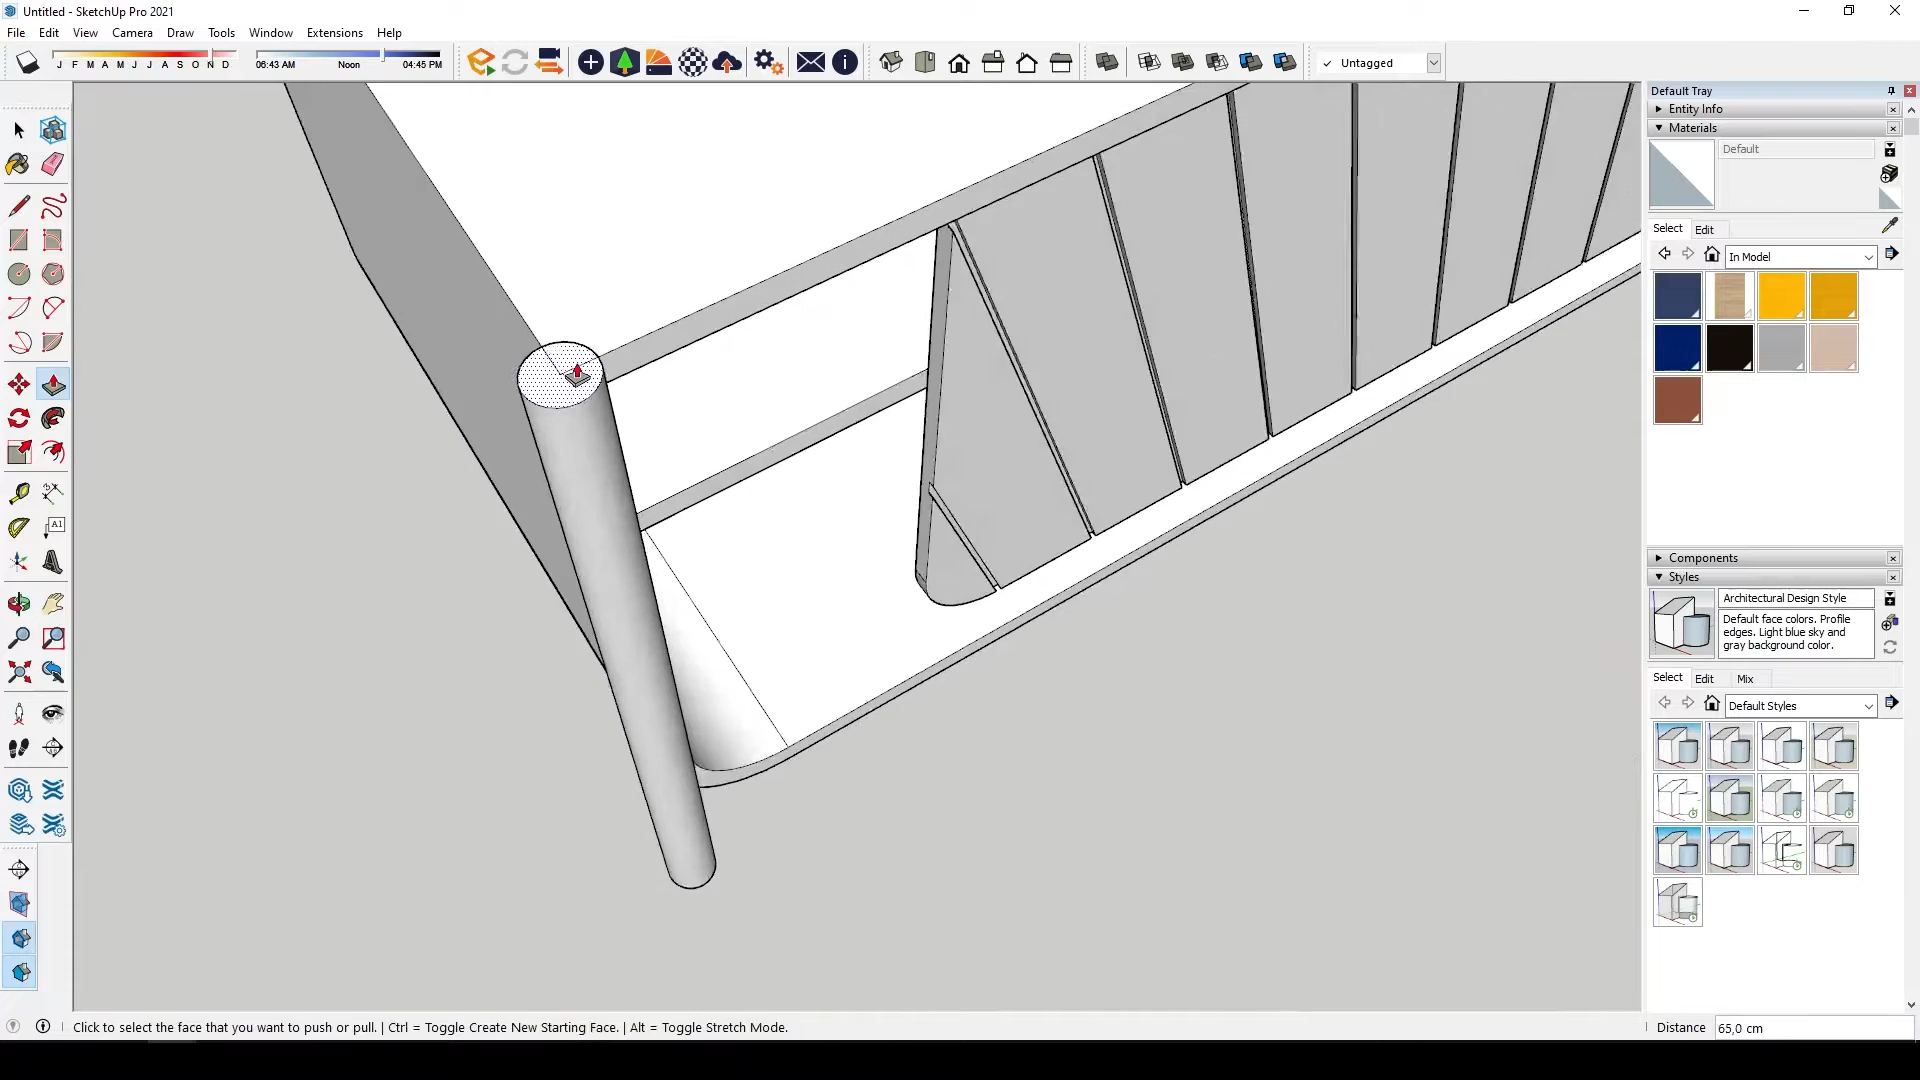 Untitled - SketchUp Pro 2021
File Edit View Camera Draw Tools Window Extensions Help
J F M A M J J A S O N D 06:43 AM Noon 04:45 PM
Untagged
Default Tray
Entity Info
Materials
Default
Select Edit
In Model
A1
Components
Styles
Architectural Design Style
Default face colors. Profile
edges. Light blue sky and
gray background color.
Select Edit Mix
Default Styles
Click to select the face that you want to push or pull. | Ctrl = Toggle Create New Starting Face. | Alt = Toggle Stretch Mode.
Distance 65,0 cm